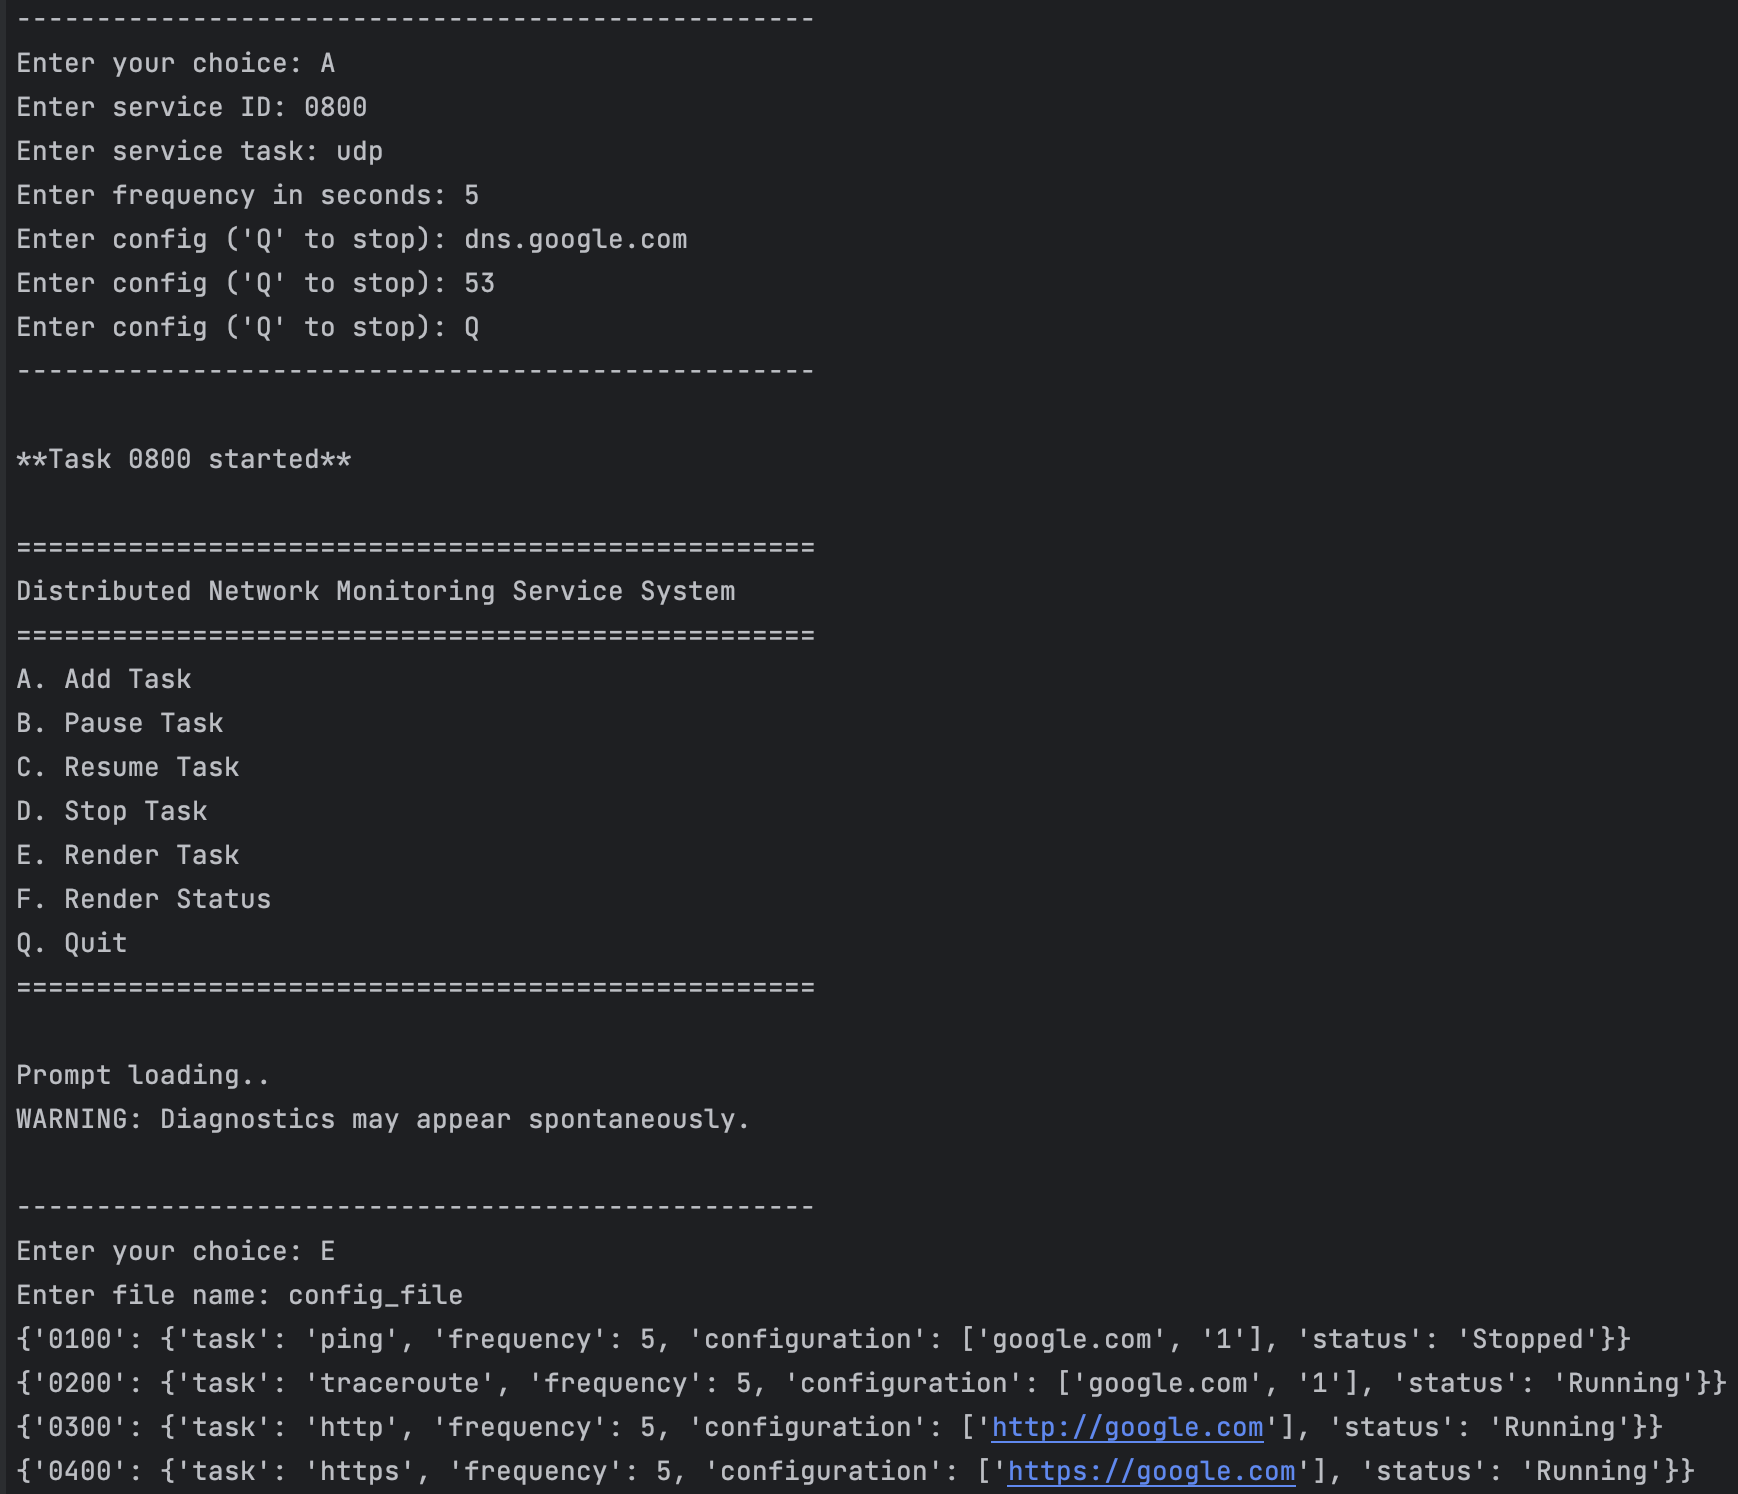 --------------------------------------------------
Enter your choice: A
Enter service ID: 0800
Enter service task: udp
Enter frequency in seconds: 5
Enter config ('Q' to stop): dns.google.com
Enter config ('Q' to stop): 53
Enter config ('Q' to stop): Q
--------------------------------------------------
**Task 0800 started**
==================================================
Distributed Network Monitoring Service System
==================================================
A. Add Task
B. Pause Task
C. Resume Task
D. Stop Task
E. Render Task
F. Render Status
Q. Quit
==================================================
Prompt loading..
WARNING: Diagnostics may appear spontaneously.
--------------------------------------------------
Enter your choice: E
Enter file name: config_file
{'0100': {'task': 'ping', 'frequency': 5, 'configuration': ['google.com', '1'], 'status': 'Stopped'}}
{'0200': {'task': 'traceroute', 'frequency': 5, 'configuration': ['google.com', '1'], 'status': 'Running'}}
{'0300': {'task': 'http', 'frequency': 5, 'configuration': ['http://google.com'], 'status': 'Running'}}
{'0400': {'task': 'https', 'frequency': 5, 'configuration': ['https://google.com'], 'status': 'Running'}}